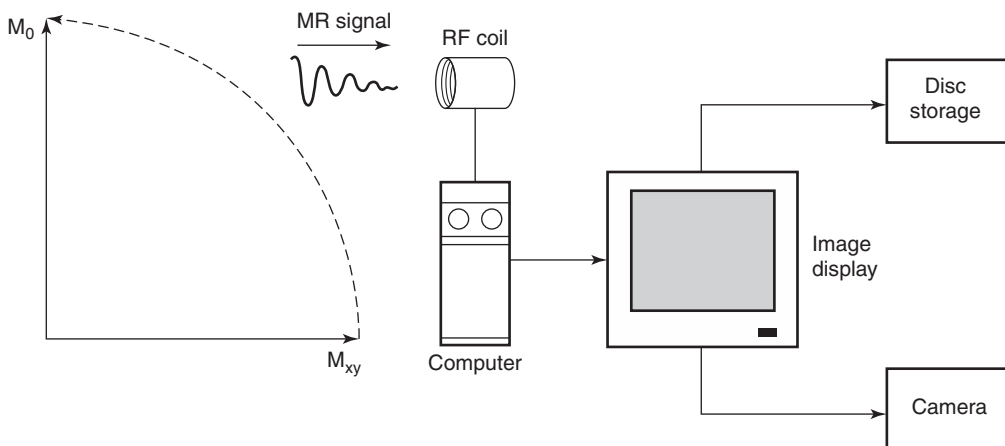 M0
MR signal
RF coil
Disc
storage
Image
display
Mxy
Computer
Camera